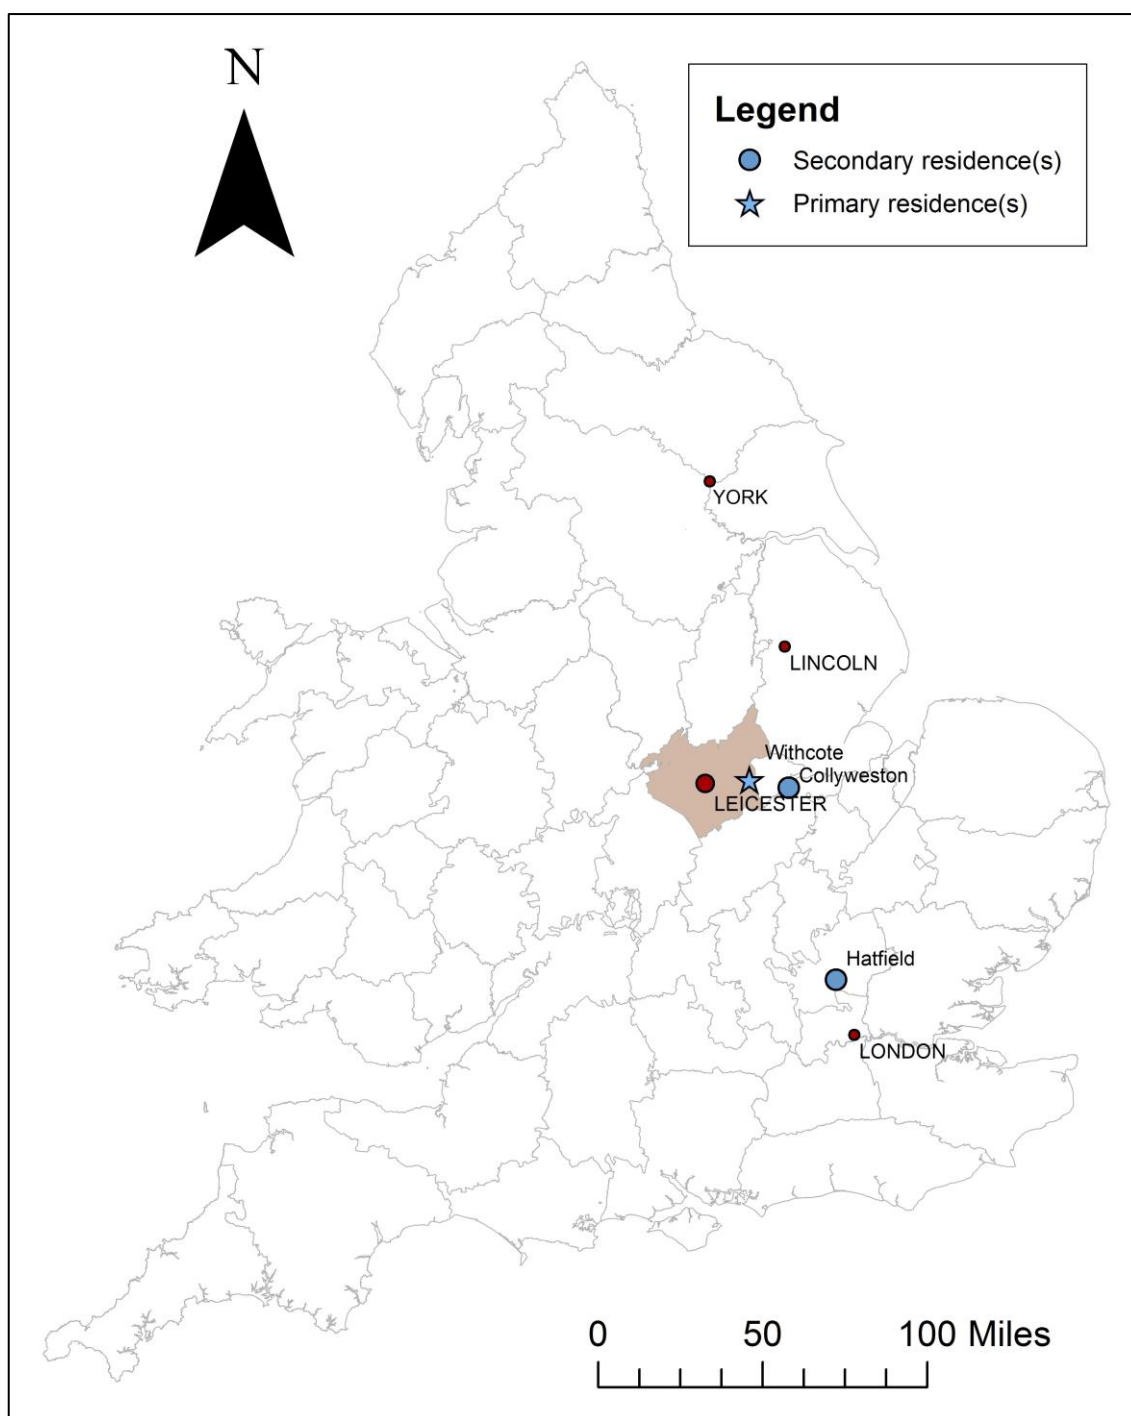 N
Legend
Secondary residence(s)
Primary residence(s)
YORK
LINCOLN
Withcote
Collyweston
LEICESTER
Hatfield
LONDON
0 50 100 Miles